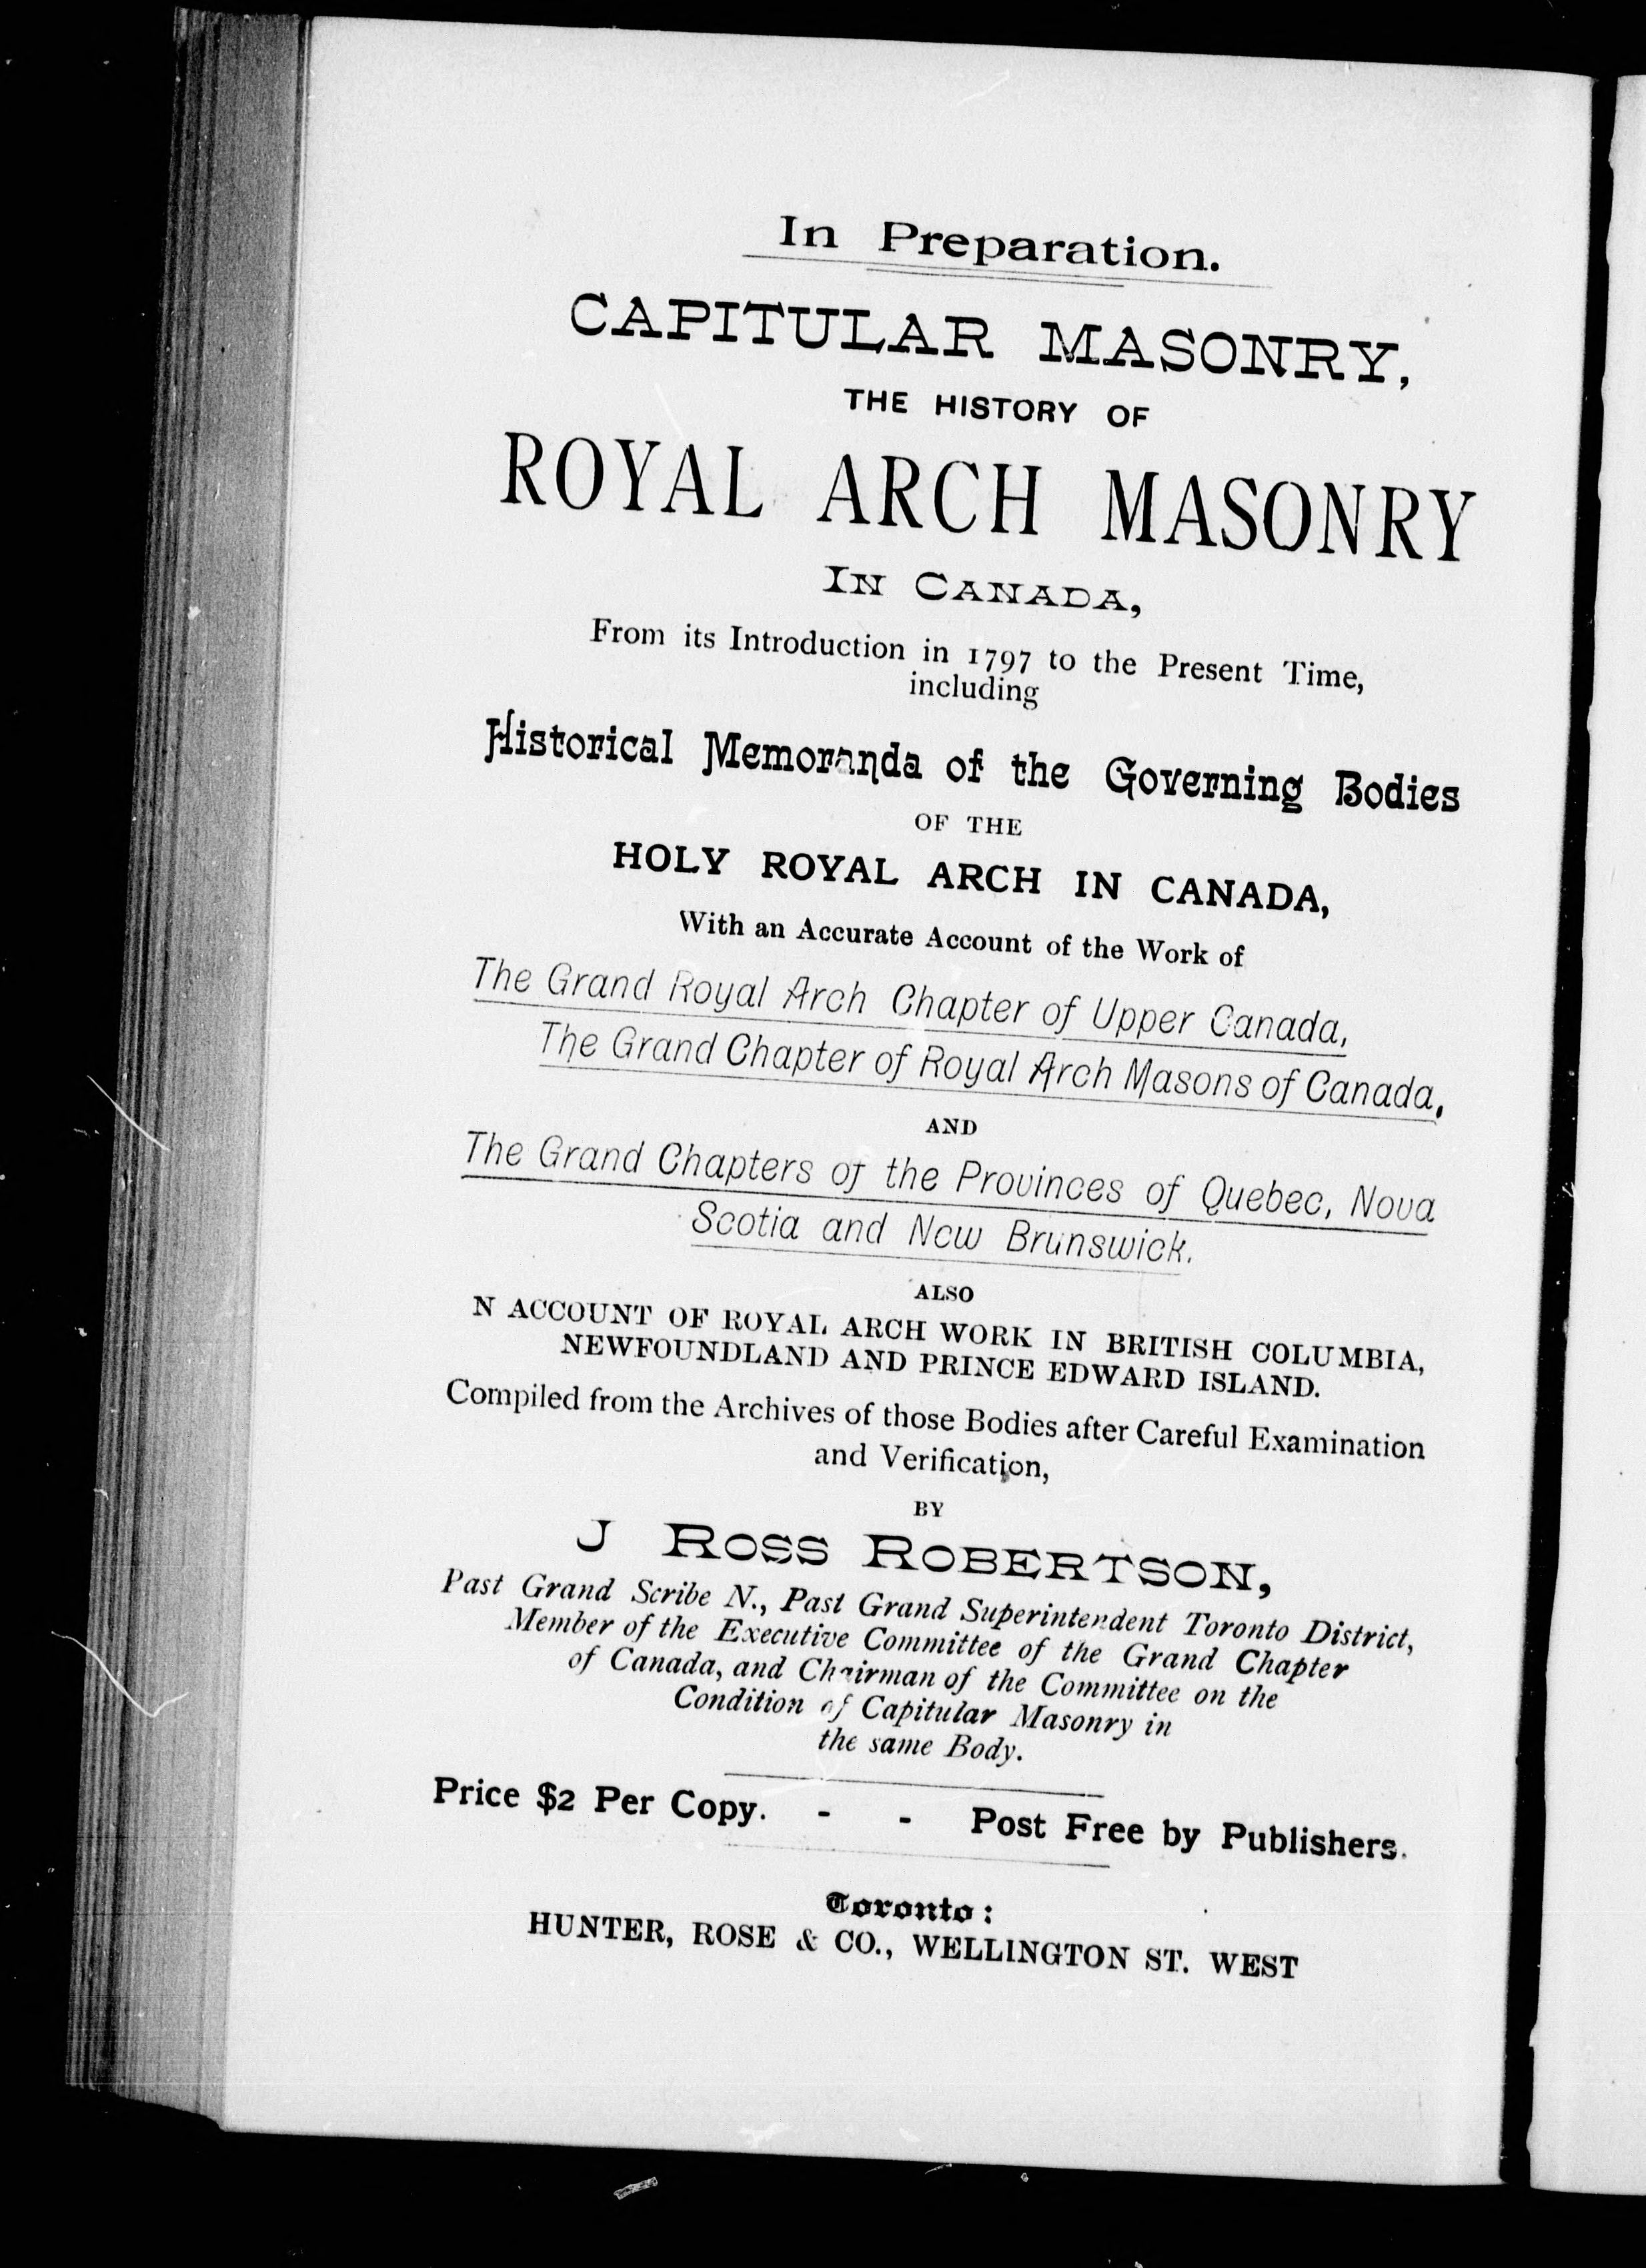 In Preparation.
CAPITULAR MASONRY,
THE HISTORY OF
ROYAL ARCH MASONRY
IN CANADA,
From its Introduction in 1797 to the Present Time,
including
Historical Memoranda of the Governing Bodies
OF THE
HOLY ROYAL ARCH IN CANADA,
With an Accurate Account of the Work of
The Grand Royal Arch Chapter of Upper Canada,
The Grand Chapter of Royal Arch Masons of Canada,
AND
The Grand Chapters of the Provinces of Quebec, Nova
Scotia and New Brunswick.
ALSO
N ACCOUNT OF ROYAL ARCH WORK IN BRITISH COLUMBIA,
NEWFOUNDLAND AND PRINCE EDWARD ISLAND.
Compiled from the Archives of those Bodies after Careful Examination
and Verification,
BY
J ROSS ROBERTSON,
Past Grand Scribe N., Past Grand Superintendent Toronto District,
Member of the Executive Committee of the Grand Chapter
of Canada, and Chairman of the Committee on the
Condition of Capitular Masonry in
the same Body.
Price $2 Per Copy. - - Post Free by Publishers.
Toronto:
HUNTER, ROSE & CO., WELLINGTON ST. WEST